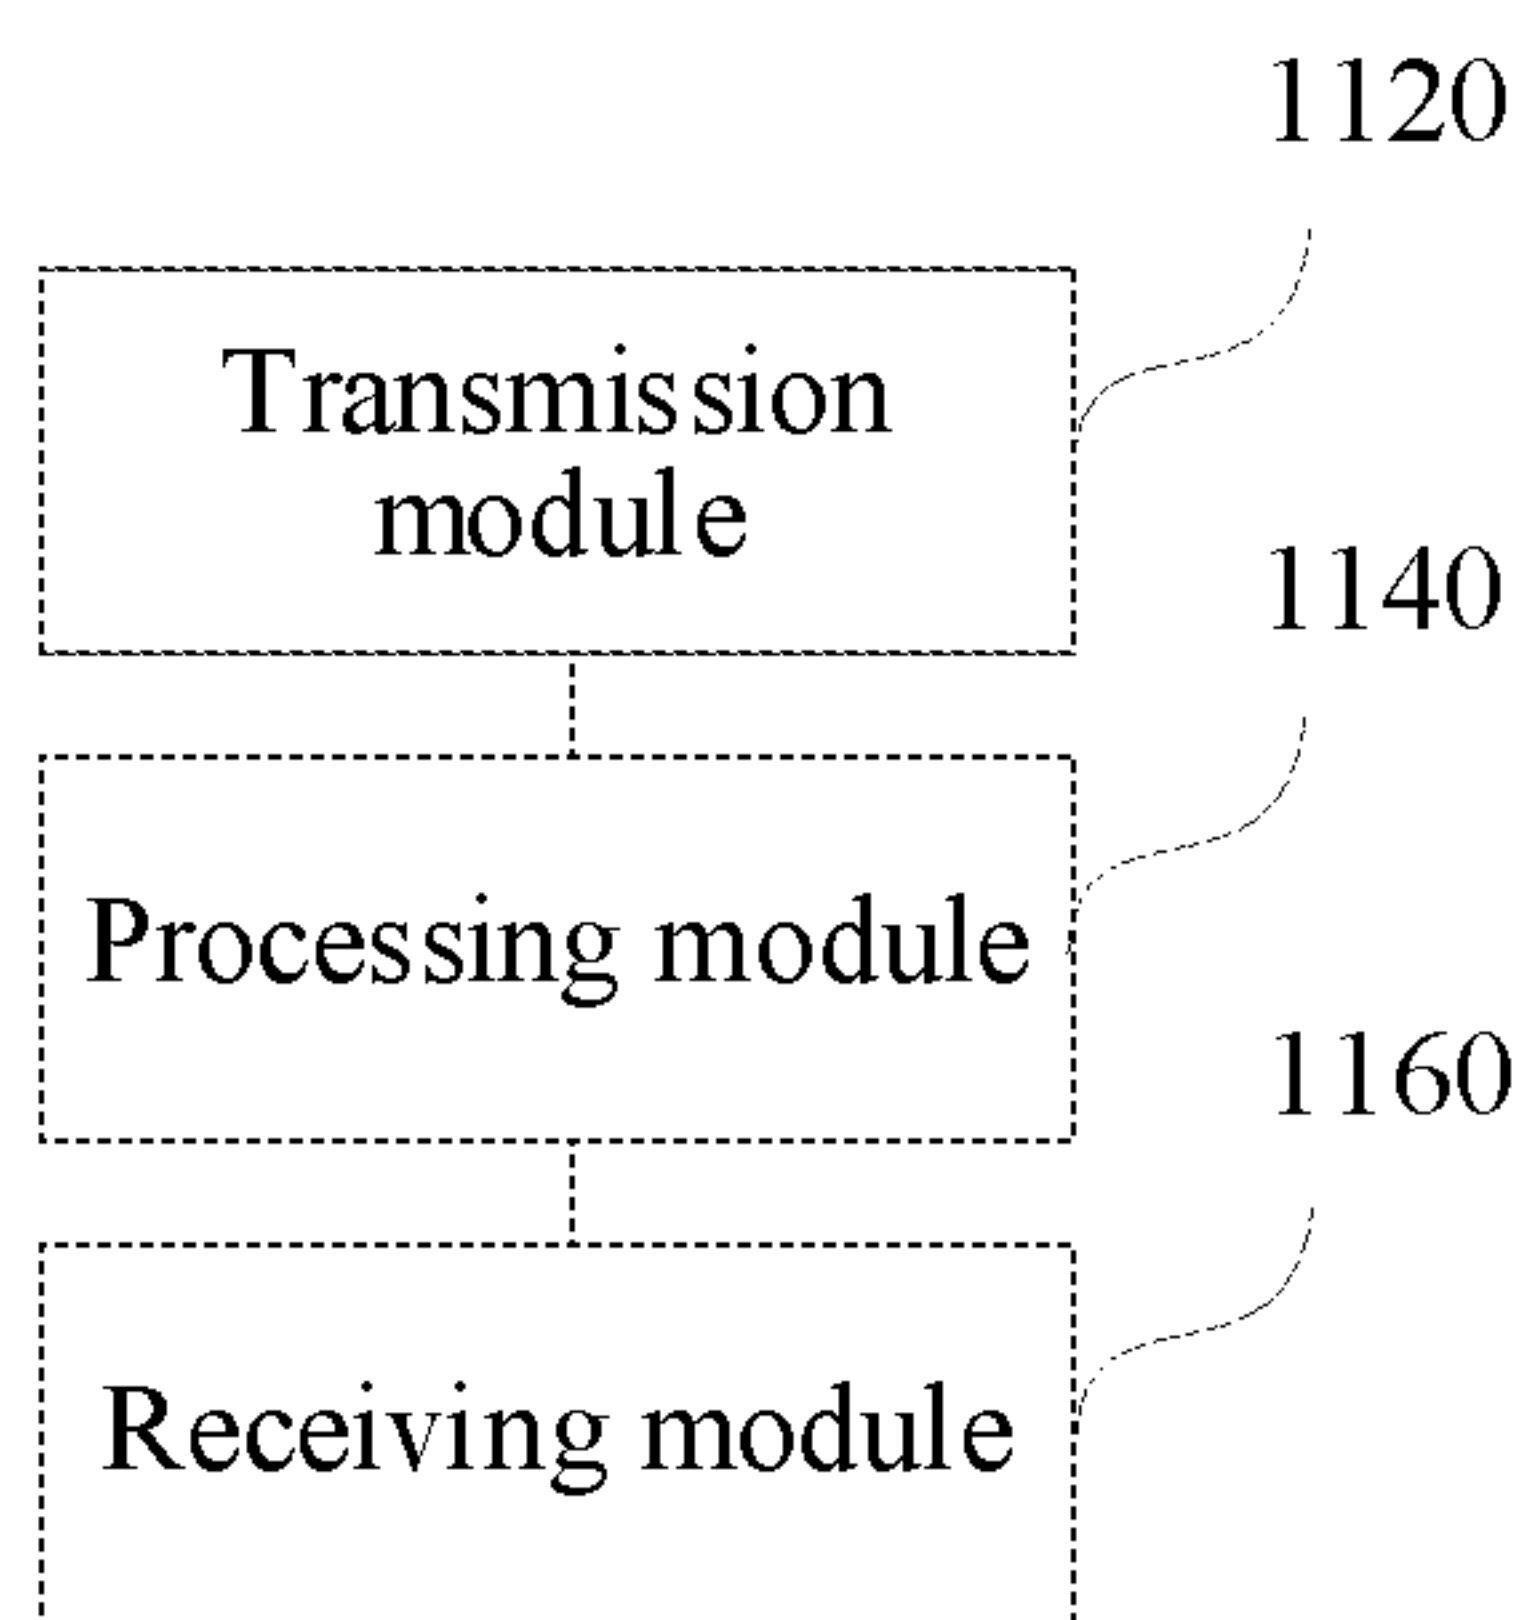 1120
Transmission
module
1140
Processing module
1160
Receiving module